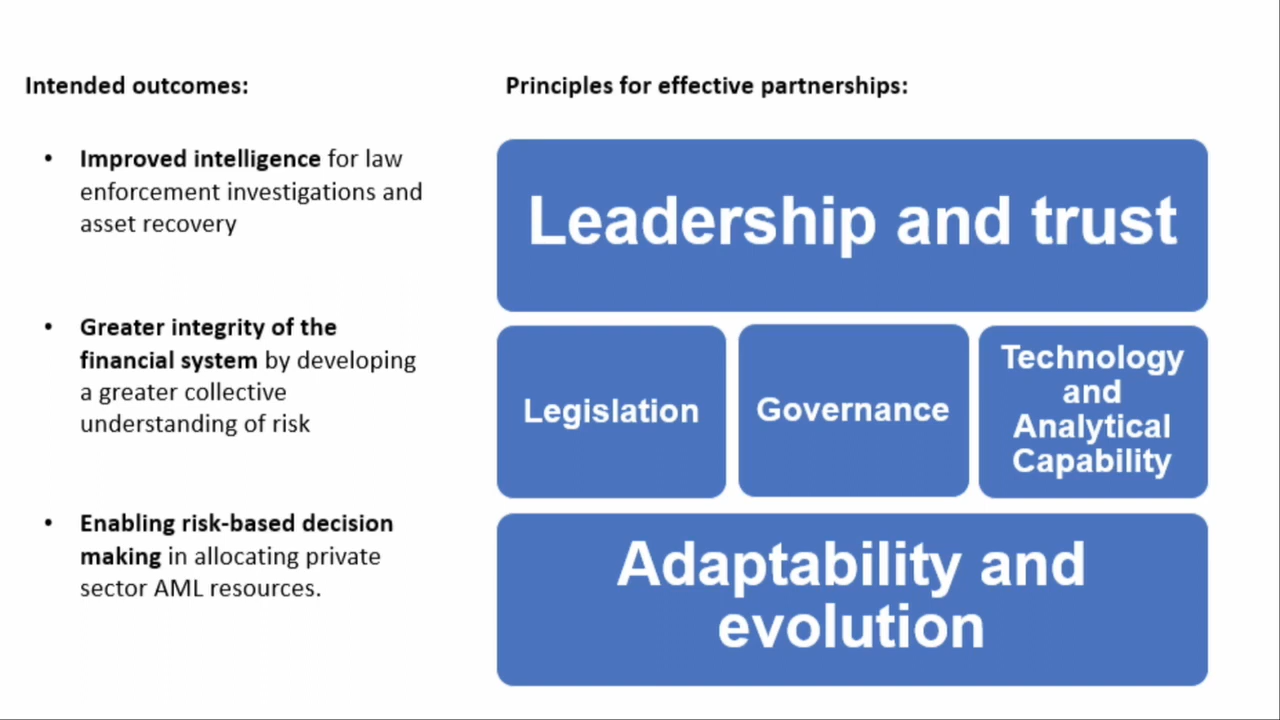 Intended outcomes:
• Improved intelligence for law
enforcement investigations and
asset recovery
• Greater integrity of the
financial system by developing
a greater collective
understanding of risk
• Enabling risk-based decision
making in allocating private
sector AML resources.
Principles for effective partnerships:
Leadership and trust
Legislation
Governance
Technology
and
Analytical
Capability
Adaptability and
evolution